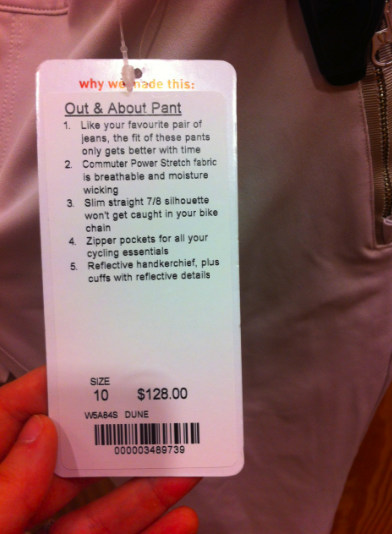 why we made this:
Out & About Pant
1. Like your favourite pair of
jeans, the fit of these pants
only gets better with time
2. Commuter Power Stretch fabric
is breathable and moisture
wicking
3. Slim straight 7/8 silhouette
won't get caught in your bike
chain
4. Zipper pockets for all your
cycling essentials
5. Reflective handkerchief, plus
cuffs with reflective details
SIZE
10 $128.00
W5A84S DUNE
000003489739